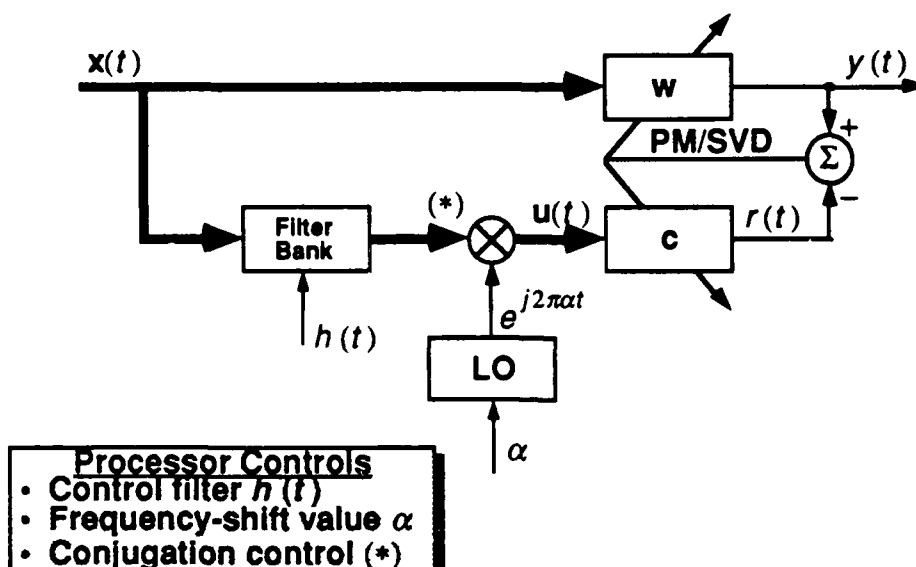 x(t)
w
y(t)
+
PM/SVD
Σ
−
Filter
Bank
(*)
u(t)
c
r(t)
h(t)
e^{j2παt}
LO
α
Processor Controls
• Control filter h(t)
• Frequency-shift value α
• Conjugation control (*)